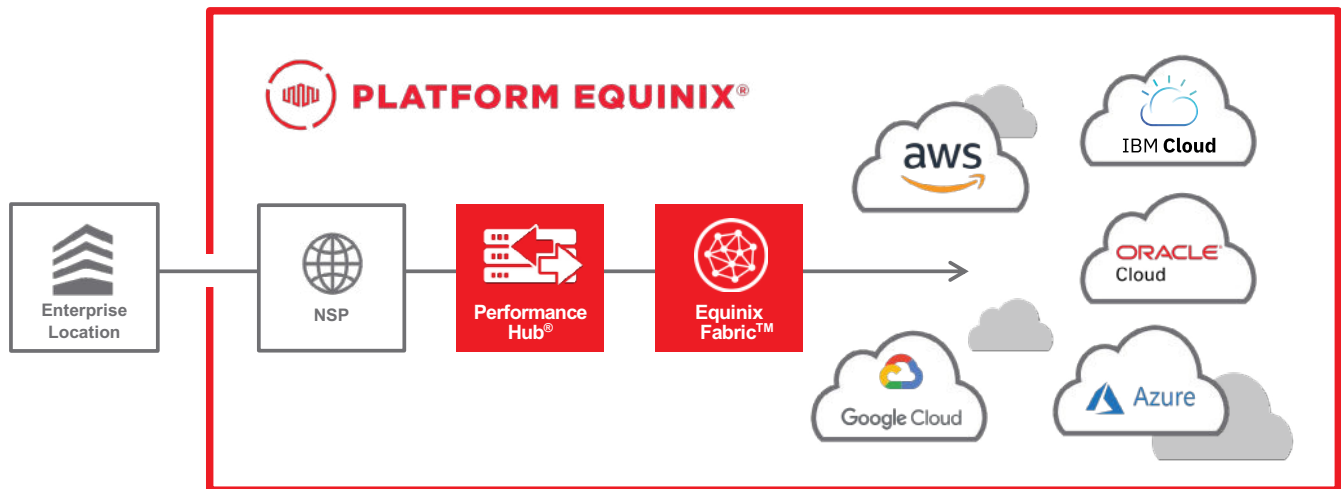 PLATFORM EQUINIX®
aws
IBM Cloud
ORACLE®
Cloud
Enterprise
Location
NSP
Performance
Hub®
Equinix
Fabric™
Google Cloud
Azure